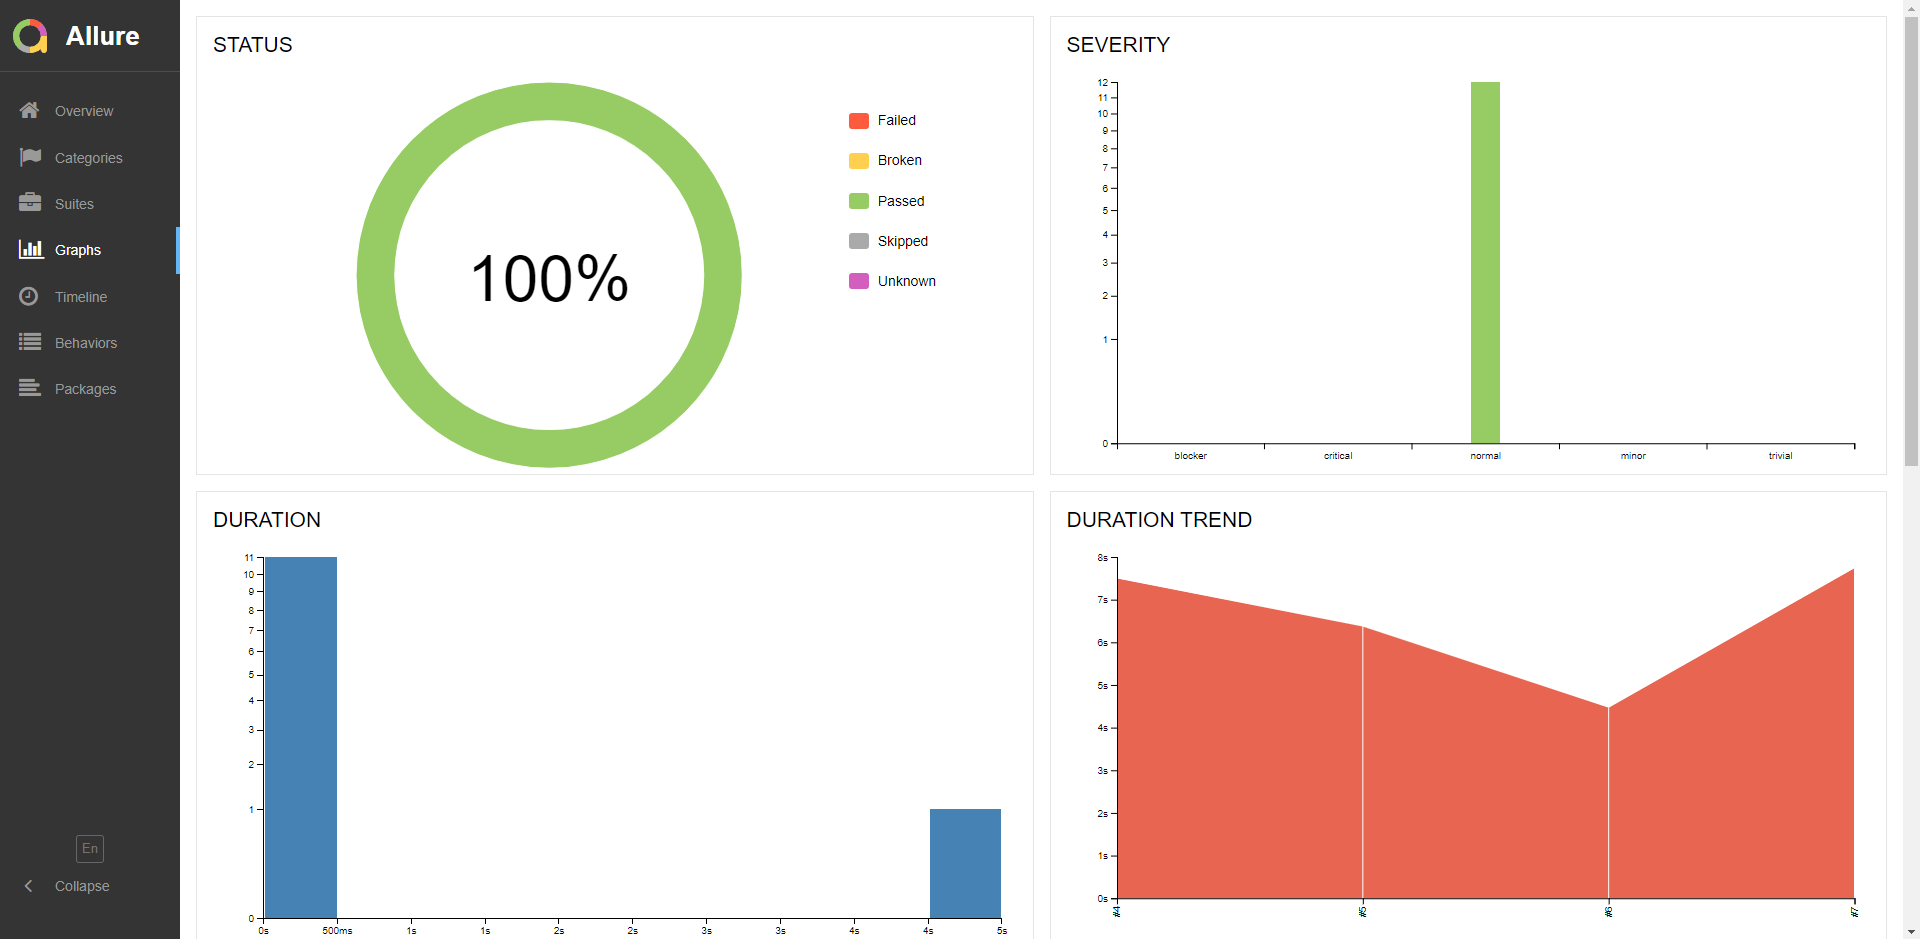 Allure
Overview
Categories
Suites
Graphs
Timeline
Behaviors
Packages
En
Collapse
STATUS
100%
Failed
Broken
Passed
Skipped
Unknown
SEVERITY
12
11
10
9
8
7
6
5
4
3
2
1
0
blocker critical normal minor trivial
DURATION
11
10
9
8
7
6
5
4
3
2
1
0
0s 500ms 1s 1s 2s 2s 3s 3s 4s 4s 5s
DURATION TREND
8s
7s
6s
5s
4s
3s
2s
1s
0s
#4 #5 #6 #7